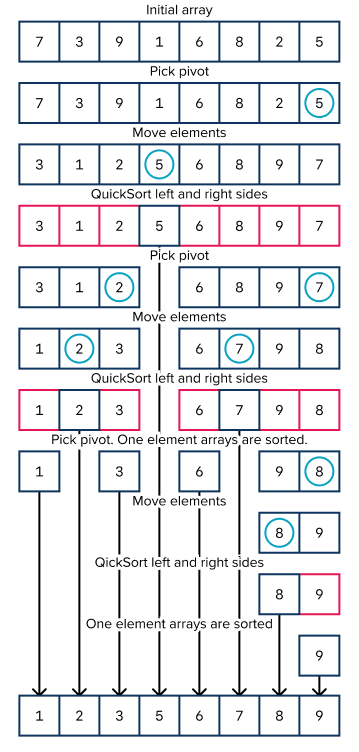 Initial array
7 3 9 1 6 8 2 5
Pick pivot
7 3 9 1 6 8 2 5
Move elements
3 1 2 5 6 8 9 7
QuickSort left and right sides
3 1 2 5 6 8 9 7
Pick pivot
3 1 2 6 8 9 7
Move elements
1 2 3 6 7 9 8
QuickSort left and right sides
1 2 3 6 7 9 8
Pick pivot. One element arrays are sorted.
1 3 6 9 8
Move elements
8 9
QickSort left and right sides
8 9
One element arrays are sorted
9
1 2 3 5 6 7 8 9